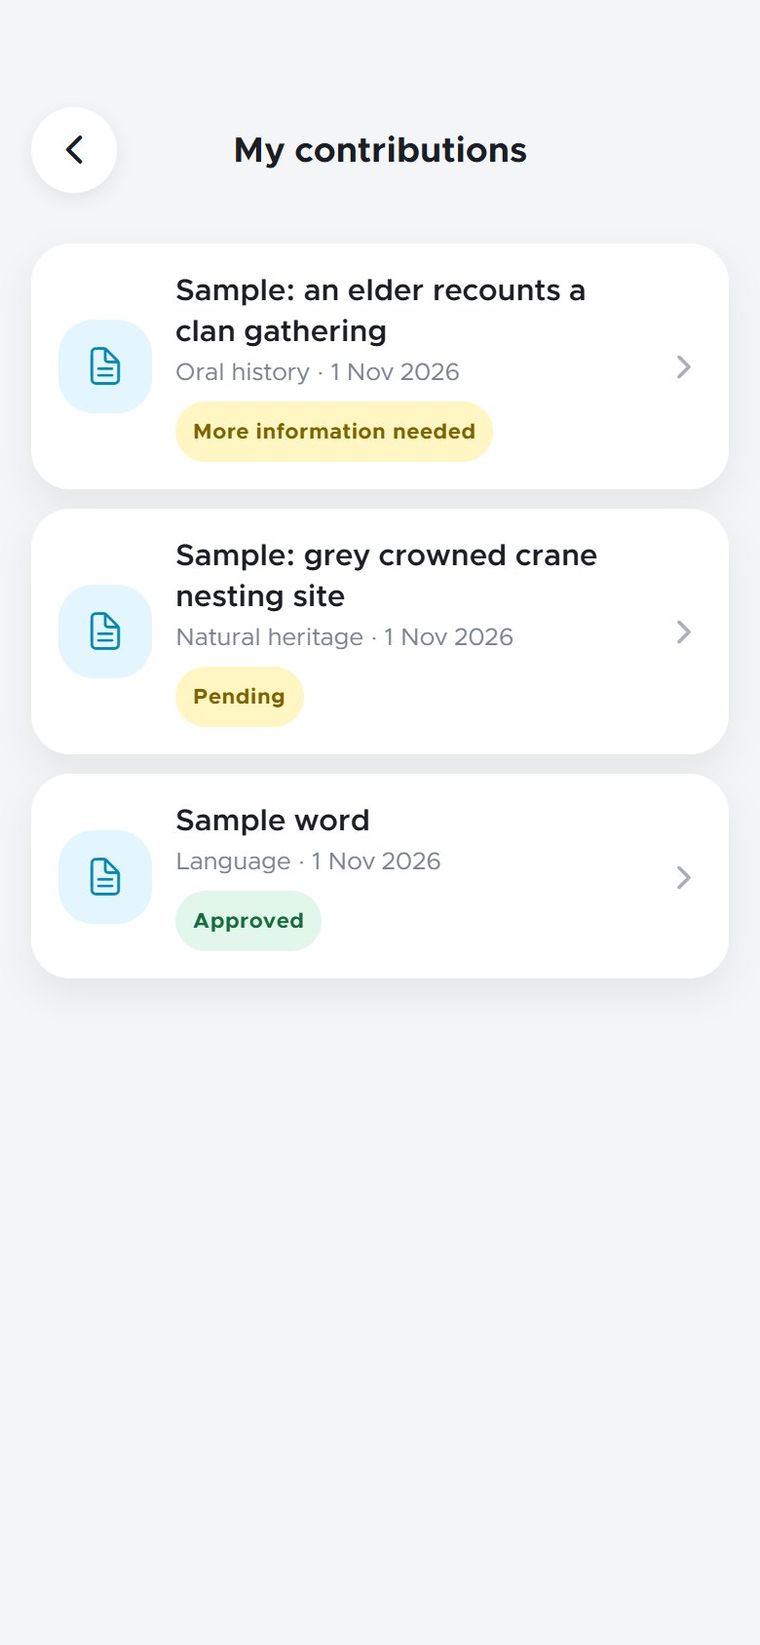 My contributions
Sample: an elder recounts a
clan gathering
Oral history · 1 Nov 2026
More information needed
Sample: grey crowned crane
nesting site
Natural heritage · 1 Nov 2026
Pending
Sample word
Language · 1 Nov 2026
Approved